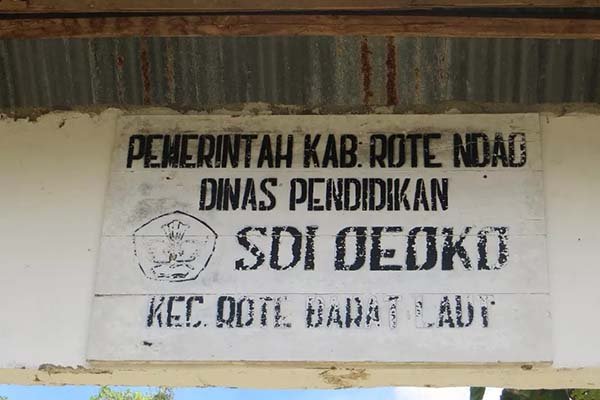 PEMERINTAH KAB. ROTE NDAO
DINAS PENDIDIKAN
SDI OEOKO
KEC. ROTE BARAT LAUT